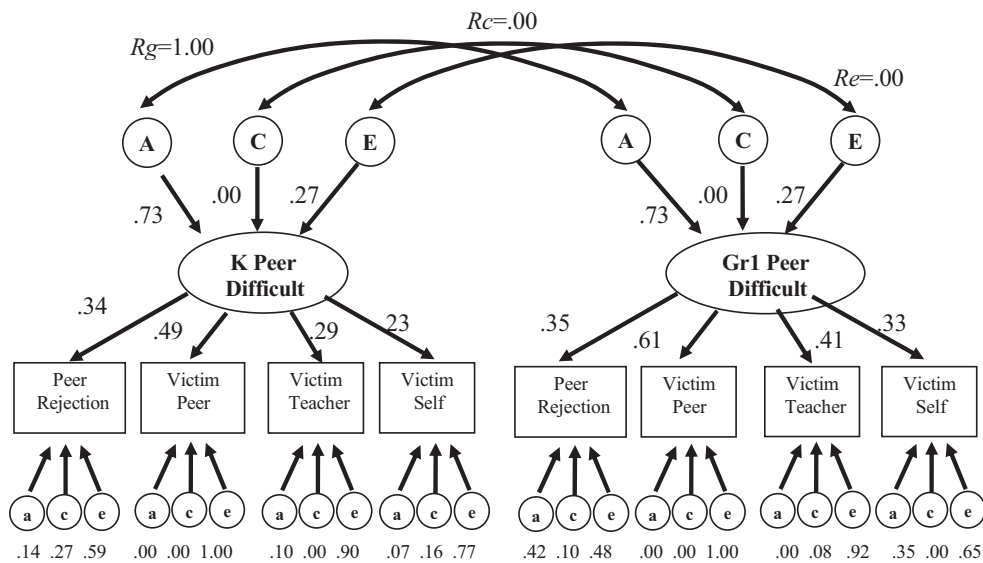 Rc=.00
Rg=1.00
Re=.00
A C E A C E
.73 .00 .27 .73 .00 .27
K Peer Difficult
Gr1 Peer Difficult
.34 .49 .29 .23 .35 .61 .41 .33
Peer Rejection
Victim Peer
Victim Teacher
Victim Self
Peer Rejection
Victim Peer
Victim Teacher
Victim Self
a c e a c e a c e a c e a c e a c e a c e a c e
.14 .27 .59 .00 .00 1.00 .10 .00 .90 .07 .16 .77 .42 .10 .48 .00 .00 1.00 .00 .08 .92 .35 .00 .65